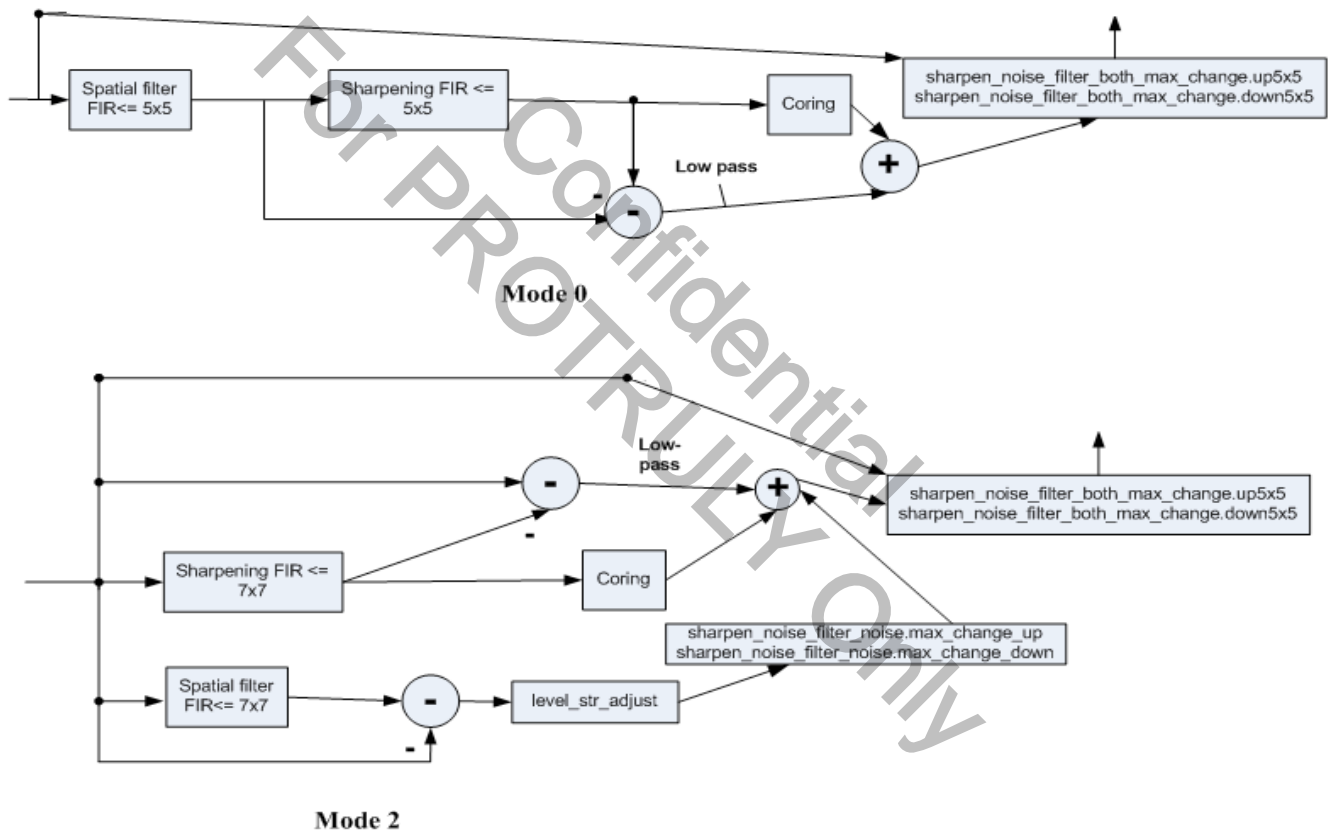 Spatial filter
FIR<= 5x5
Sharpening FIR <=
5x5
Coring
sharpen_noise_filter_both_max_change.up5x5
sharpen_noise_filter_both_max_change.down5x5
+
Low pass
-
-
Mode 0
Low-
pass
-
+
-
sharpen_noise_filter_both_max_change.up5x5
sharpen_noise_filter_both_max_change.down5x5
Sharpening FIR <=
7x7
Coring
sharpen_noise_filter_noise.max_change_up
sharpen_noise_filter_noise.max_change_down
Spatial filter
FIR<= 7x7
-
level_str_adjust
-
Mode 2
Confidential
For PROTRULY Only